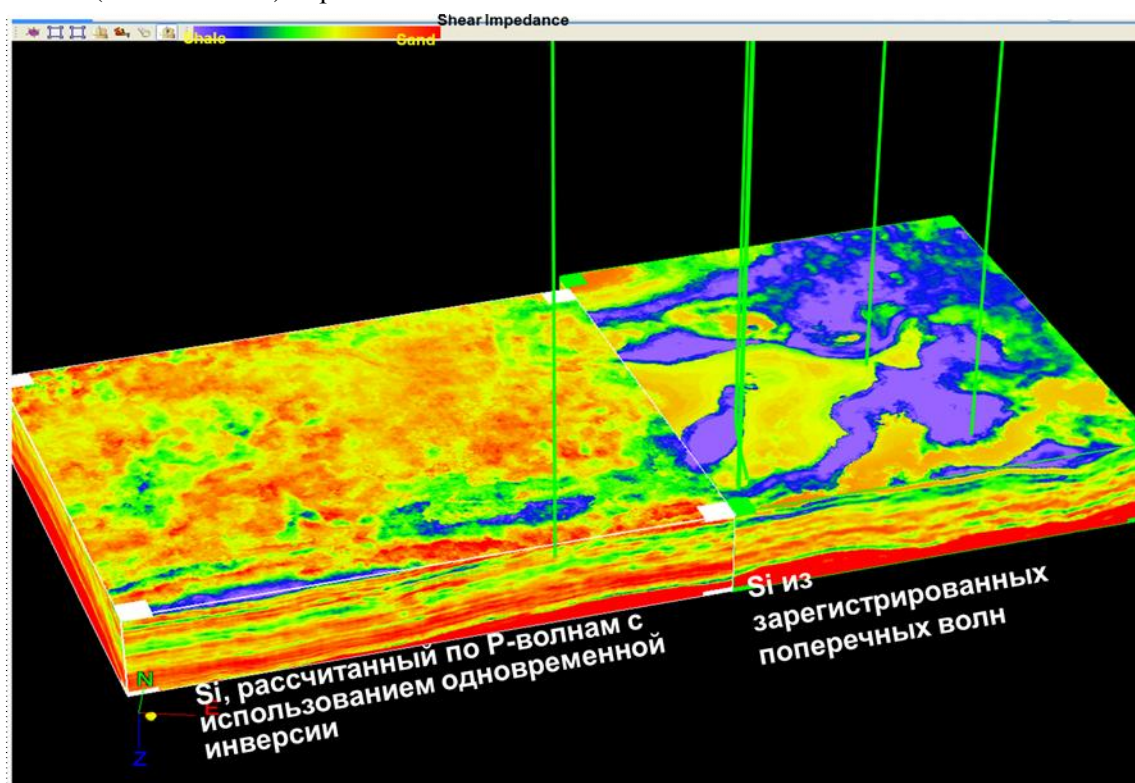 Shear Impedance
Shale
Sand
Si, рассчитанный по Р-волнам с
использованием одновременной
инверсии
Si из
зарегистрированных
поперечных волн
N
E
Z